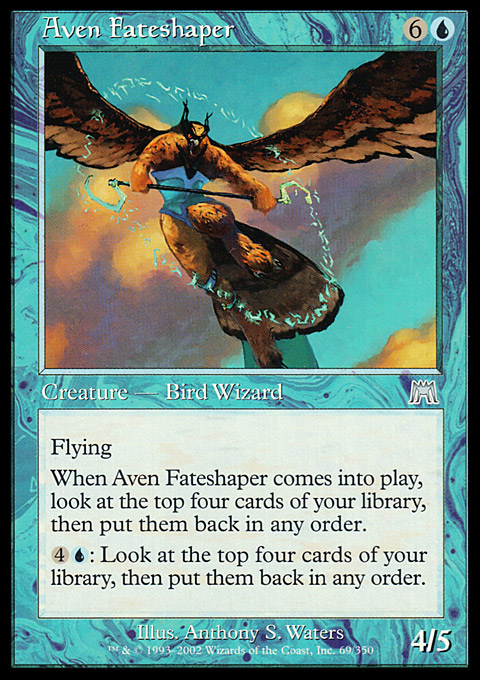 Aven Fateshaper 6
Creature — Bird Wizard
Flying
When Aven Fateshaper comes into play,
look at the top four cards of your library,
then put them back in any order.
4 : Look at the top four cards of your
library, then put them back in any order.
Illus. Anthony S. Waters
™ & © 1993-2002 Wizards of the Coast, Inc. 69/350
4/5